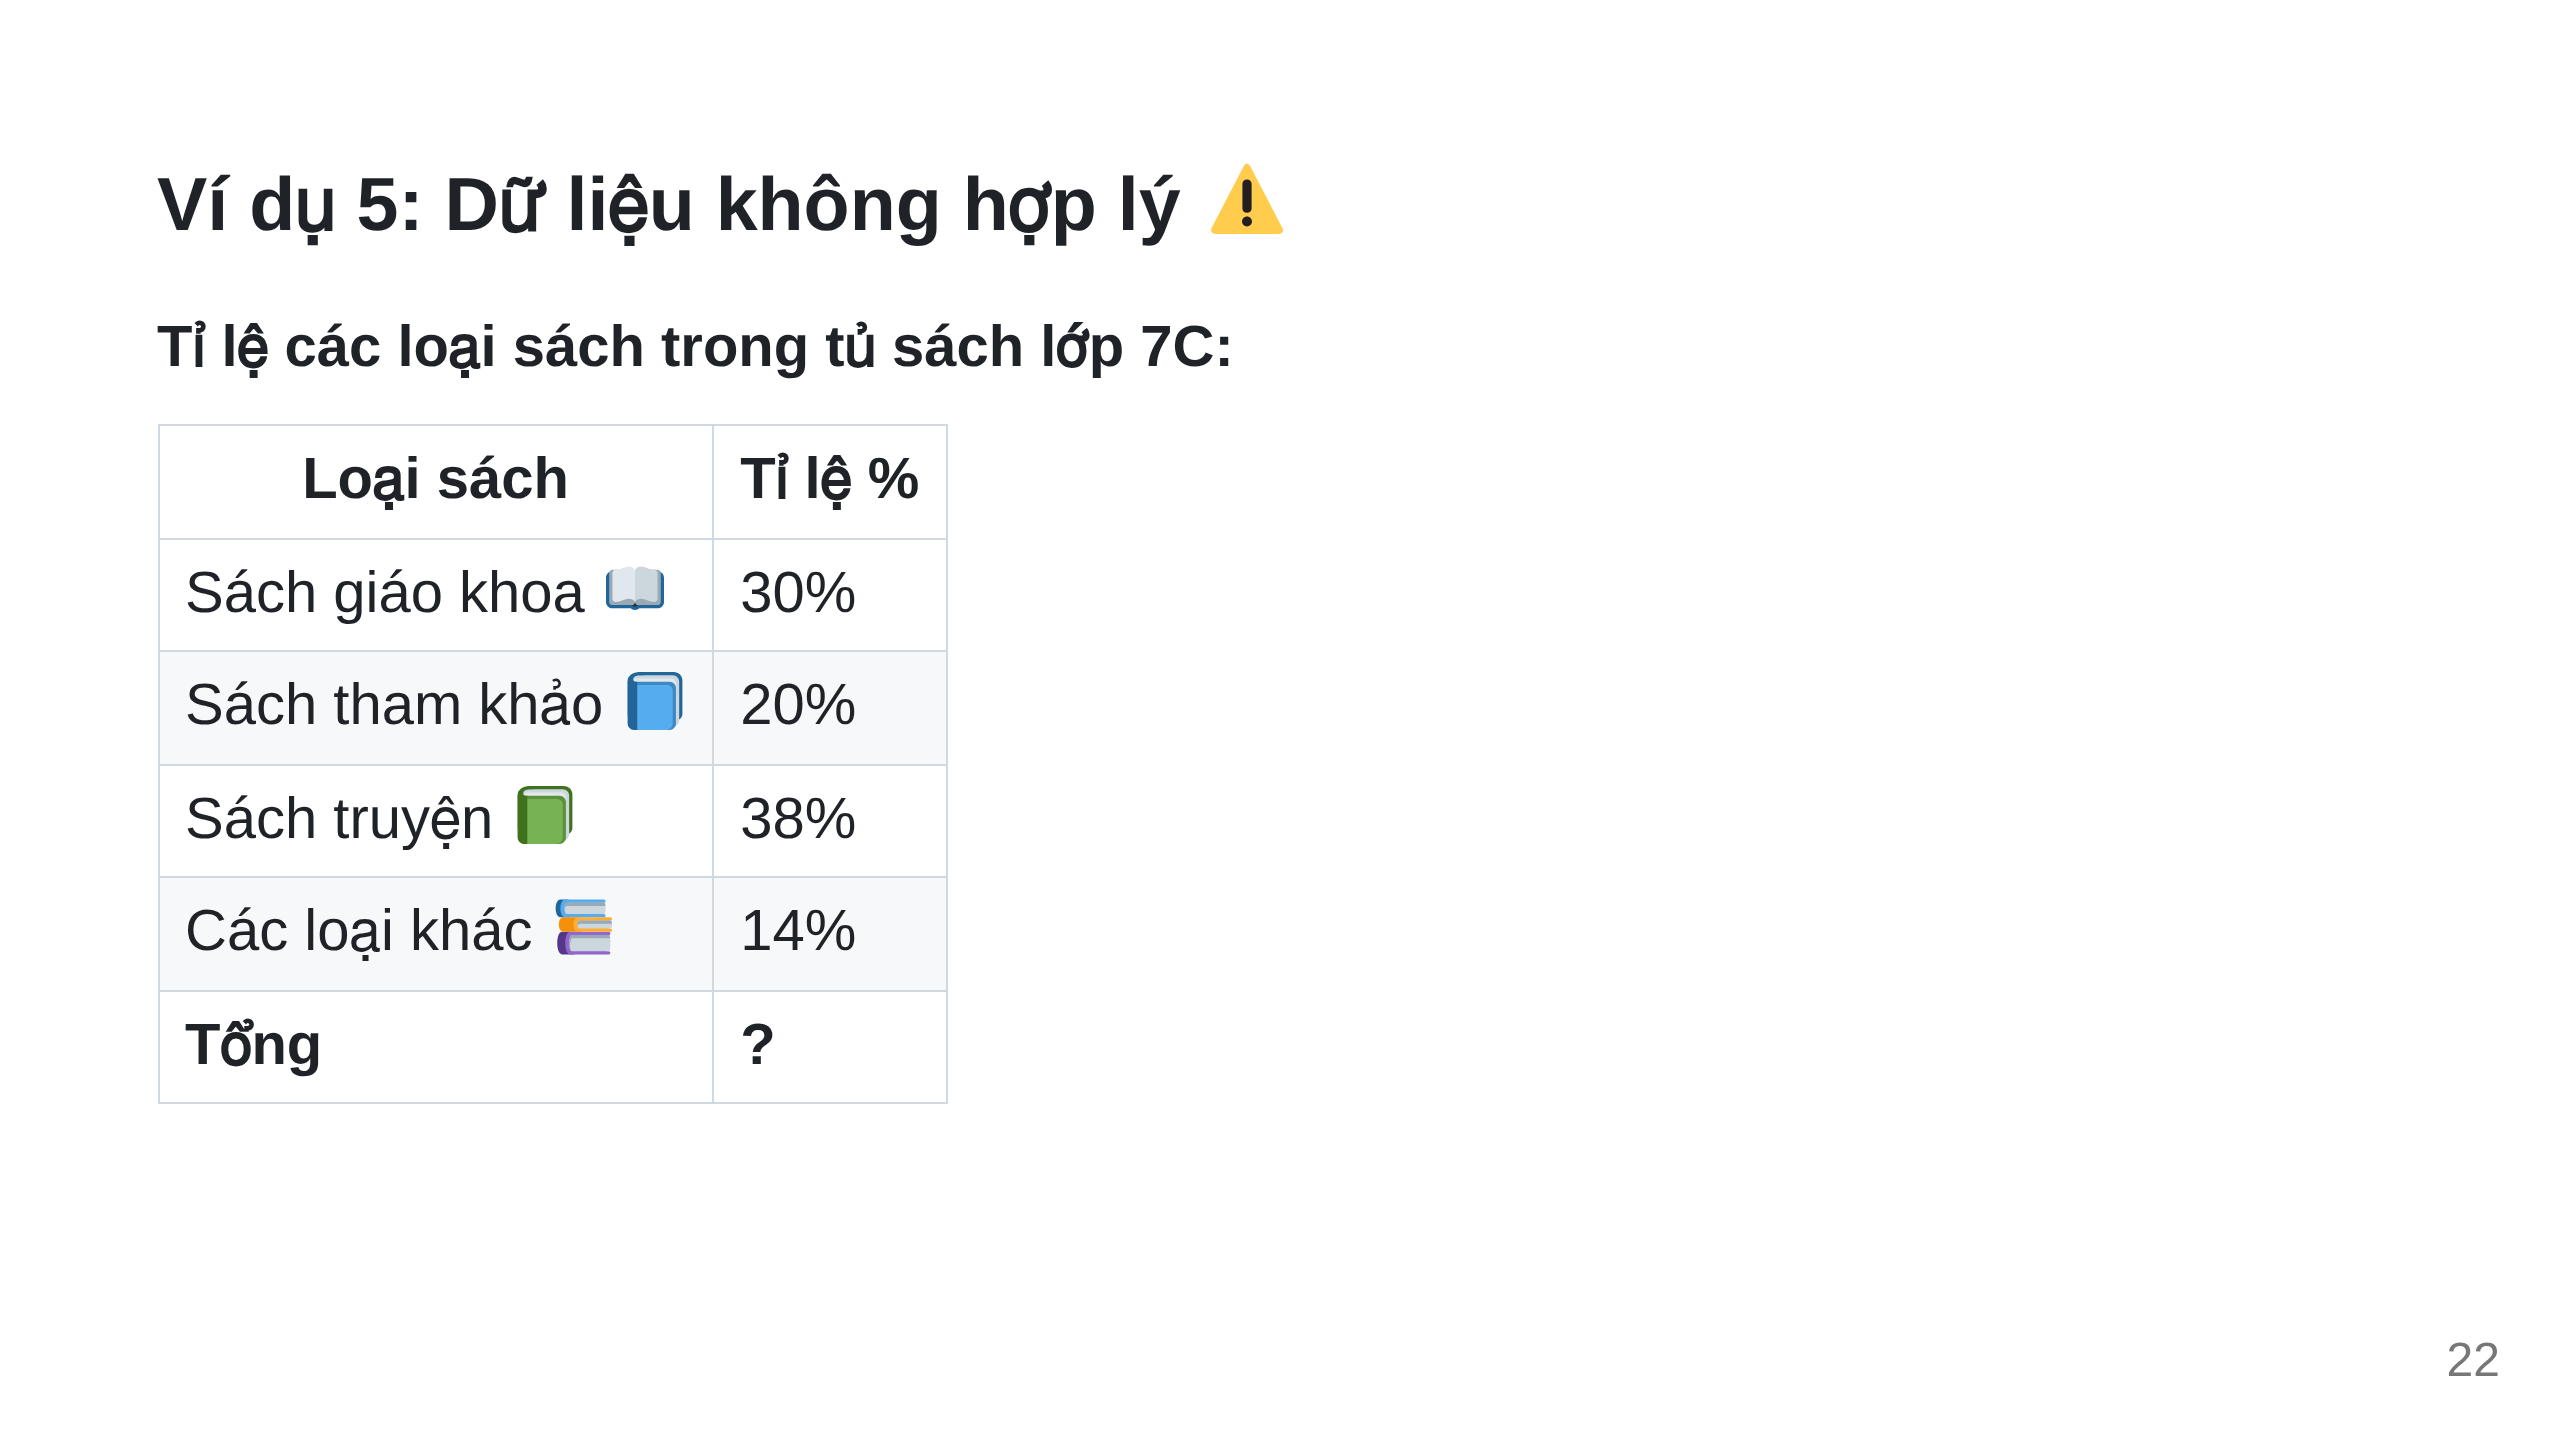 Ví dụ 5: Dữ liệu không hợp lý ⚠️
Tỉ lệ các loại sách trong tủ sách lớp 7C:
Loại sách Tỉ lệ %
Sách giáo khoa 📖 30%
Sách tham khảo 📘 20%
Sách truyện 📗 38%
Các loại khác 📚 14%
Tổng ?
22